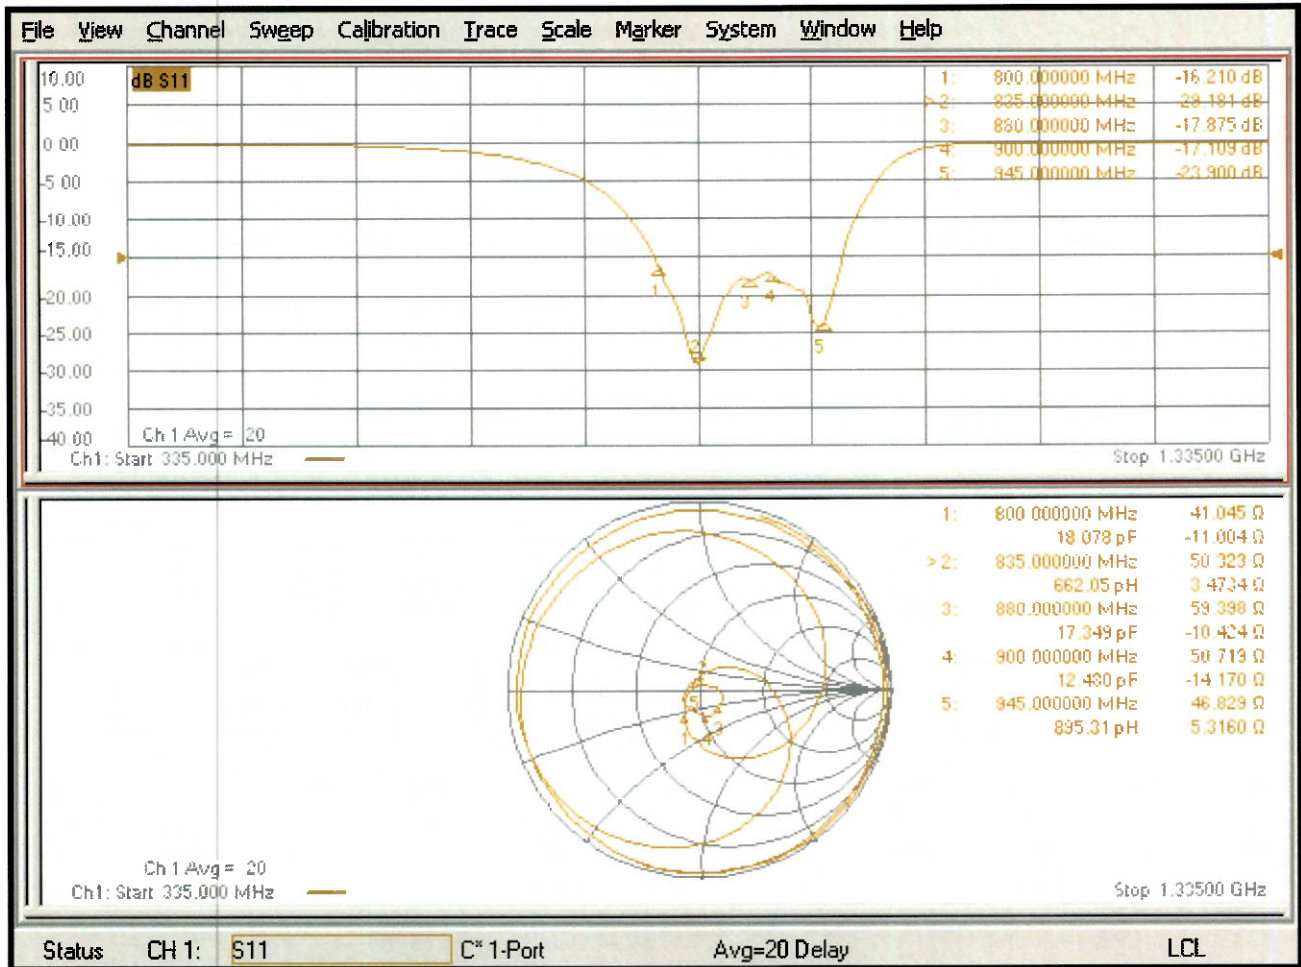 File View Channel Sweep Calibration Trace Scale Marker System Window Help
10.00
5.00
0.00
-5.00
-10.00
-15.00
-20.00
-25.00
-30.00
-35.00
-40.00
dB S11
1: 800.000000 MHz -16.210 dB
>2: 835.000000 MHz -28.181 dB
3: 880.000000 MHz -17.875 dB
4: 900.000000 MHz -17.109 dB
5: 945.000000 MHz -23.900 dB
1
2
3
4
5
Ch 1 Avg = 20
Ch1: Start 335.000 MHz
Stop 1.33500 GHz
1: 800.000000 MHz 41.045 Ω
18.078 pF -11.004 Ω
>2: 835.000000 MHz 50.323 Ω
662.05 pH 3.4734 Ω
3: 880.000000 MHz 59.398 Ω
17.349 pF -10.424 Ω
4: 900.000000 MHz 50.719 Ω
12.480 pF -14.170 Ω
5: 945.000000 MHz 46.829 Ω
895.31 pH 5.3160 Ω
2
5
1
4
3
Ch 1 Avg = 20
Ch1: Start 335.000 MHz
Stop 1.33500 GHz
Status CH 1: S11 C* 1-Port Avg=20 Delay LCL